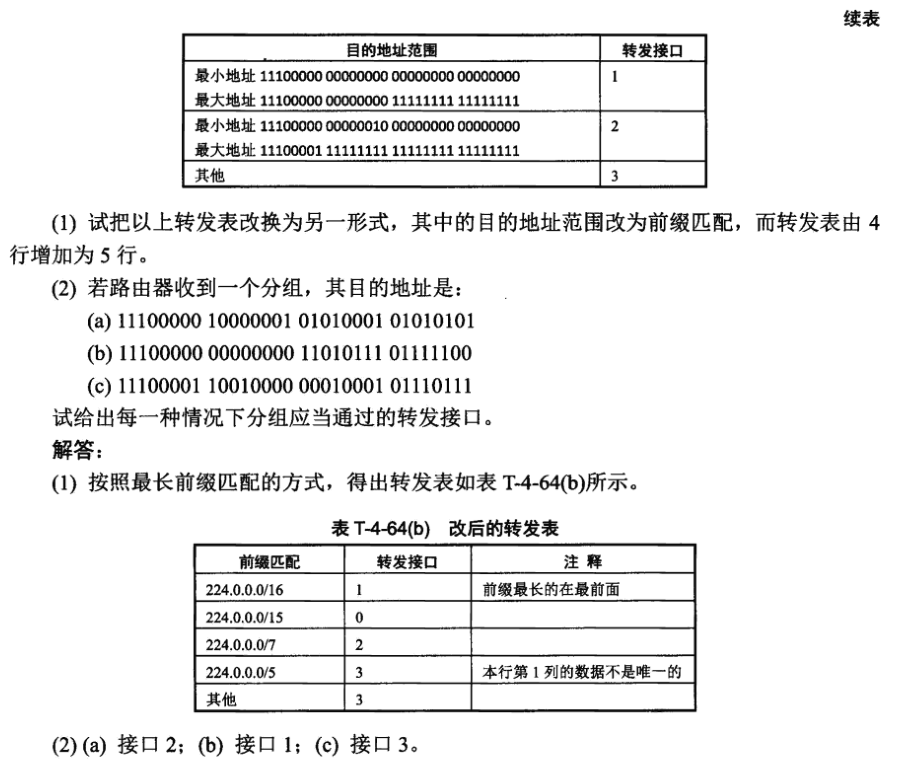 续表
目的地址范围 转发接口
最小地址 11100000 00000000 00000000 00000000 1
最大地址 11100000 00000000 11111111 11111111
最小地址 11100000 00000010 00000000 00000000 2
最大地址 11100001 11111111 11111111 11111111
其他 3
(1) 试把以上转发表改换为另一形式，其中的目的地址范围改为前缀匹配，而转发表由 4
行增加为 5 行。
(2) 若路由器收到一个分组，其目的地址是：
(a) 11100000 10000001 01010001 01010101
(b) 11100000 00000000 11010111 01111100
(c) 11100001 10010000 00010001 01110111
试给出每一种情况下分组应当通过的转发接口。
解答：
(1) 按照最长前缀匹配的方式，得出转发表如表 T-4-64(b)所示。
表 T-4-64(b) 改后的转发表
前缀匹配 转发接口 注 释
224.0.0.0/16 1 前缀最长的在最前面
224.0.0.0/15 0
224.0.0.0/7 2
224.0.0.0/5 3 本行第 1 列的数据不是唯一的
其他 3
(2) (a) 接口 2；(b) 接口 1；(c) 接口 3。